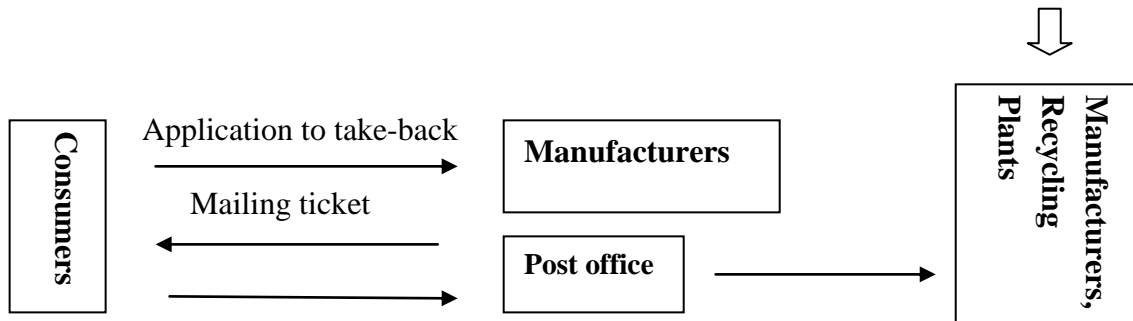 Consumers
Application to take-back
Mailing ticket
Manufacturers
Post office
Manufacturers,
Recycling
Plants